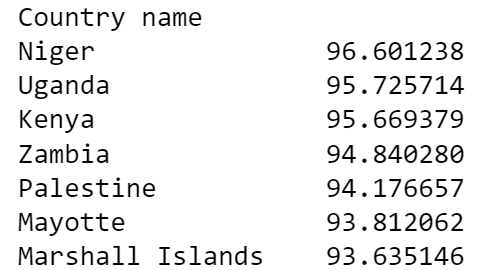 Country name
Niger 96.601238
Uganda 95.725714
Kenya 95.669379
Zambia 94.840280
Palestine 94.176657
Mayotte 93.812062
Marshall Islands 93.635146